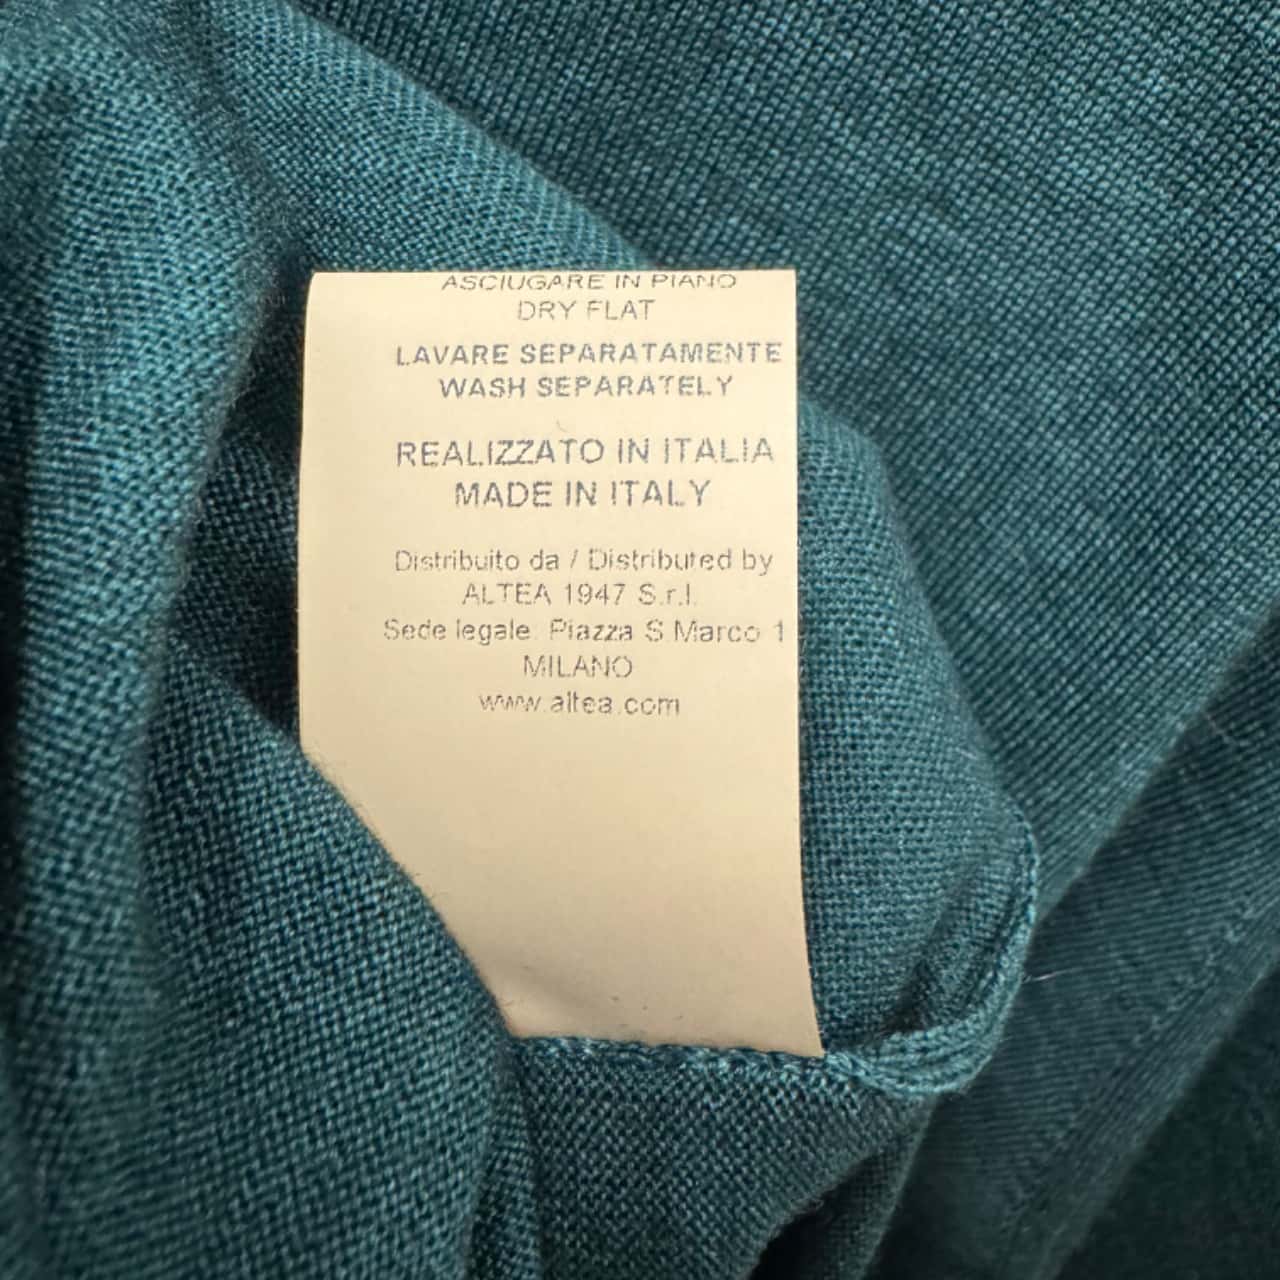 ASCIUGARE IN PIANO
DRY FLAT
LAVARE SEPARATAMENTE
WASH SEPARATELY
REALIZZATO IN ITALIA
MADE IN ITALY
Distribuito da / Distributed by
ALTEA 1947 S.r.l.
Sede legale: Piazza S.Marco 1
MILANO
www.altea.com